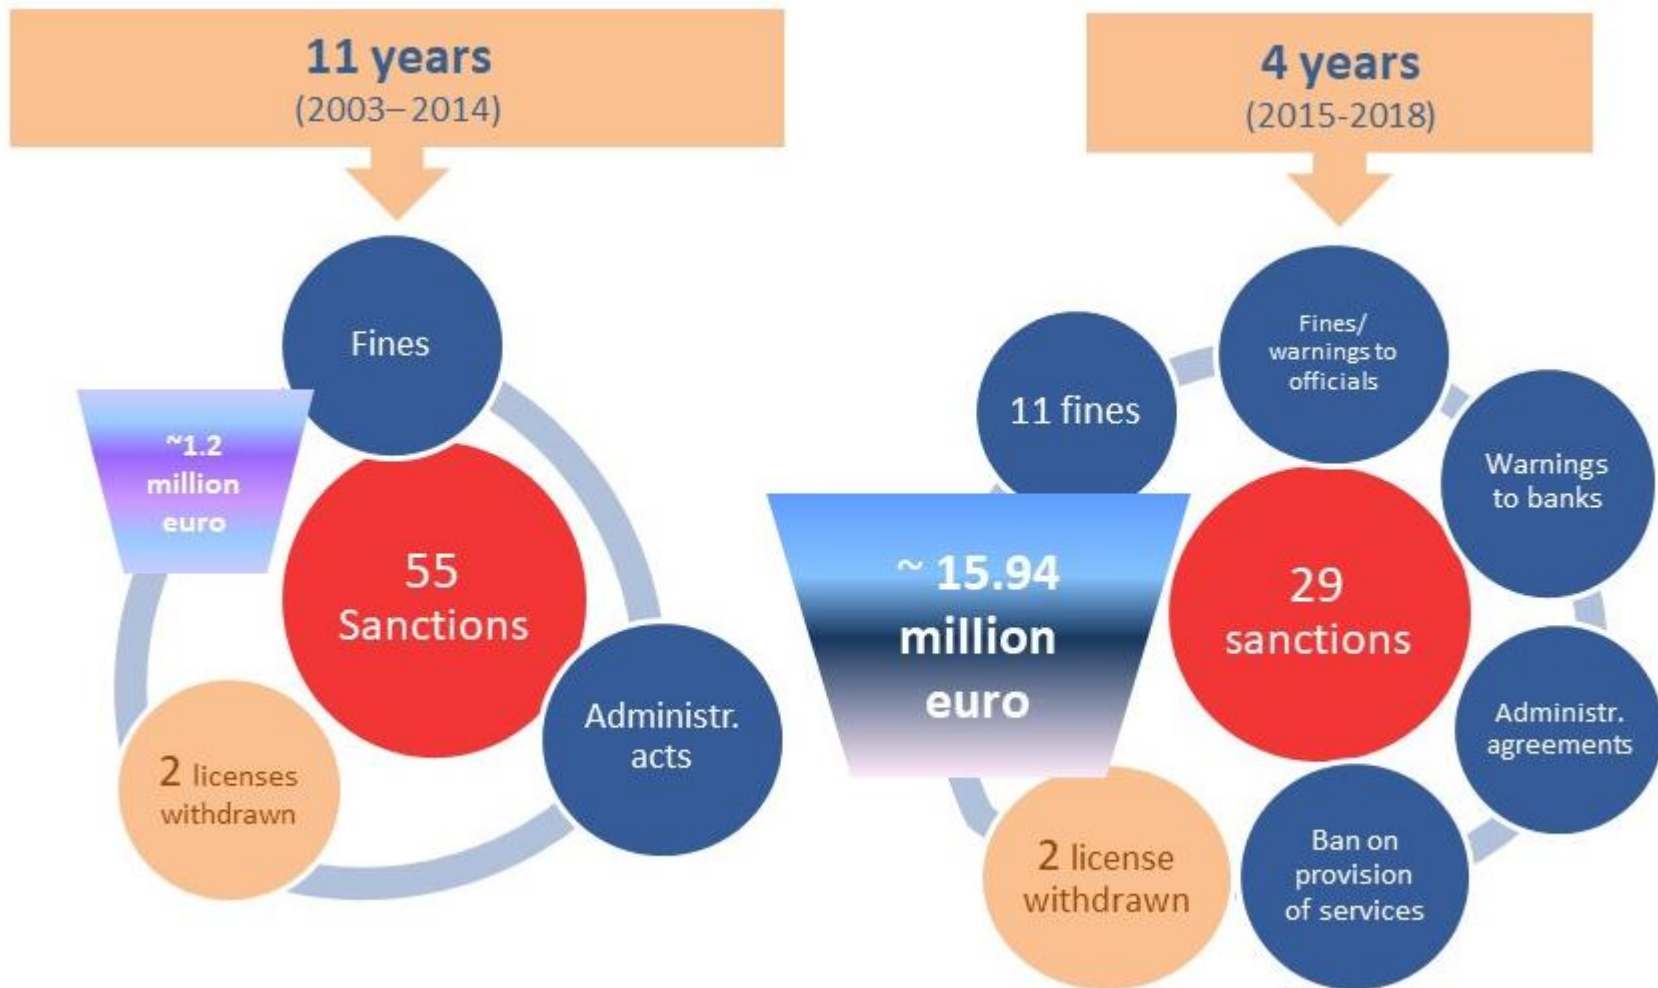 11 years
(2003–2014)
Fines
~1.2
million
euro
55
Sanctions
Administr.
acts
2 licenses
withdrawn
4 years
(2015-2018)
Fines/
warnings to
officials
11 fines
Warnings
to banks
~ 15.94
million
euro
29
sanctions
Administr.
agreements
Ban on
provision
of services
2 license
withdrawn